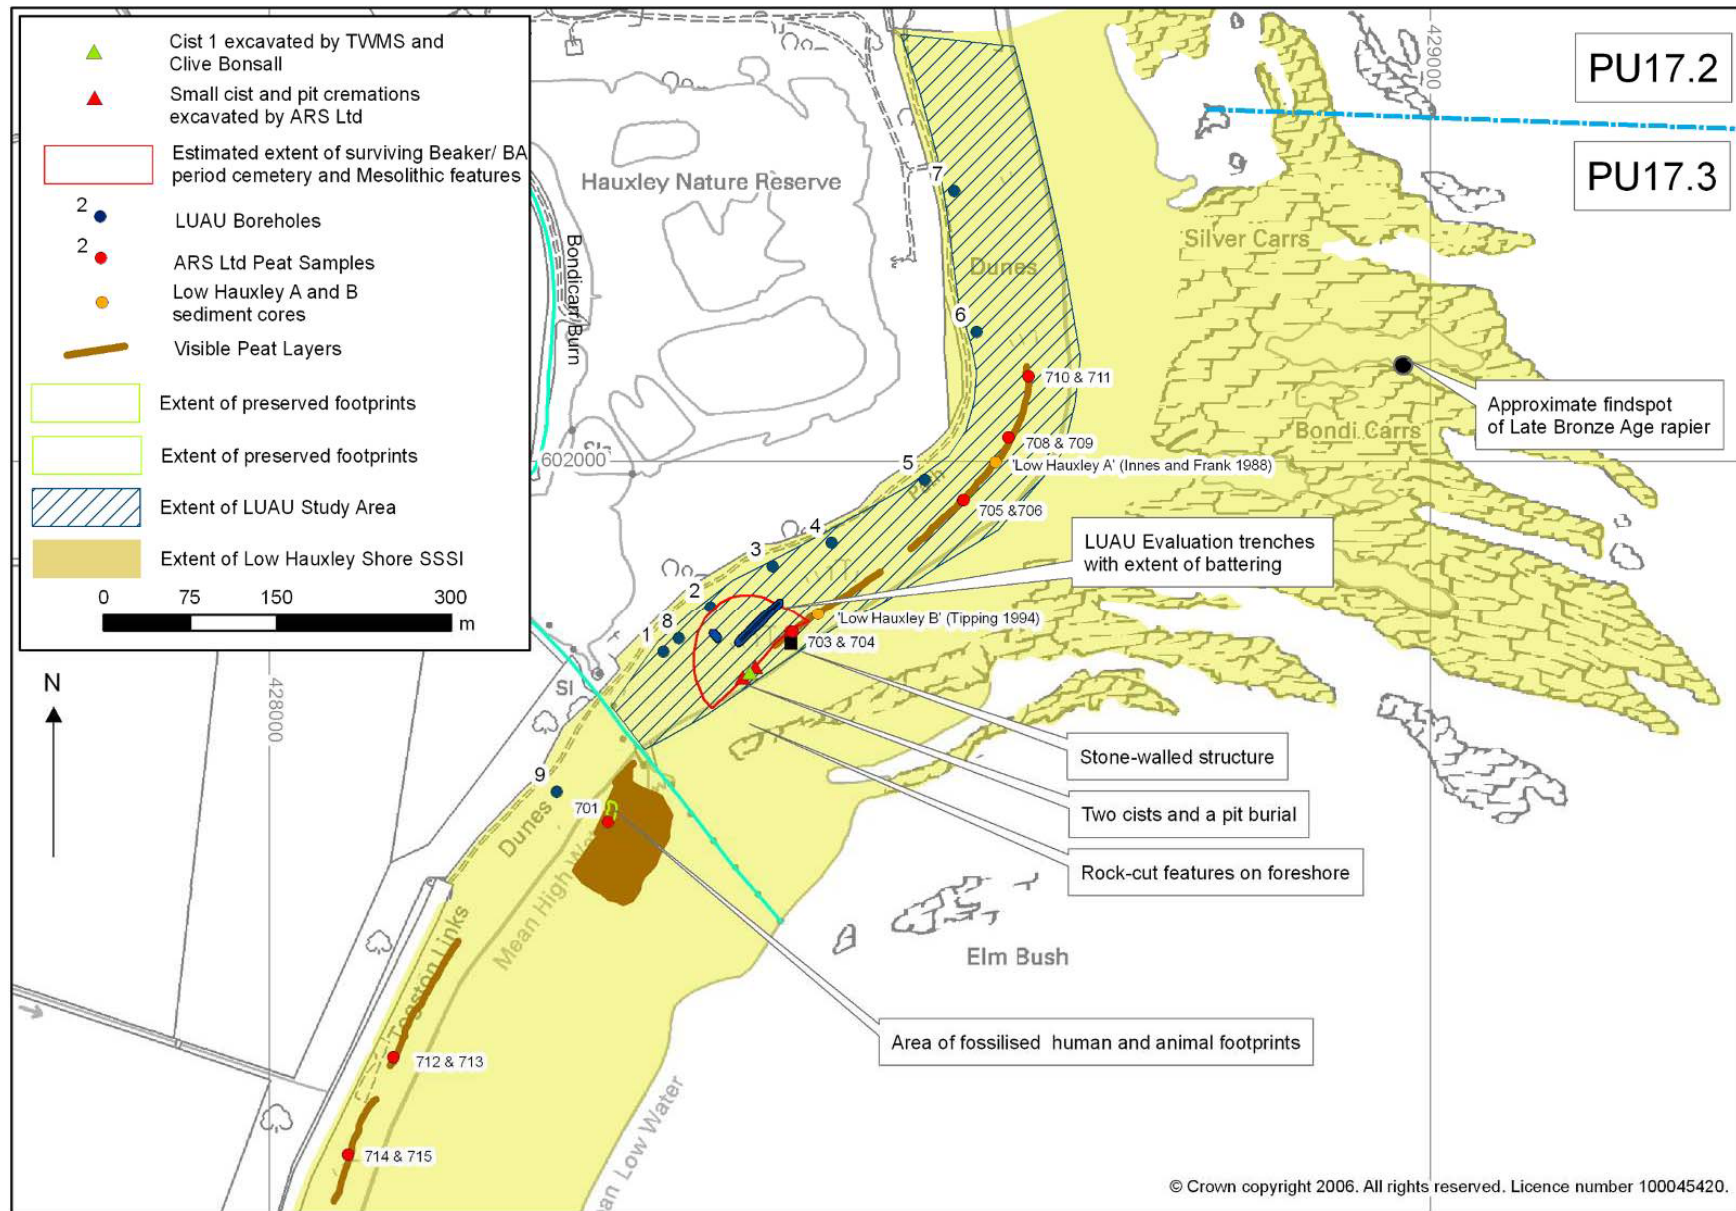 Cist 1 excavated by TWMS and
Clive Bonsall
Small cist and pit cremations
excavated by ARS Ltd
Estimated extent of surviving Beaker/ BA
period cemetery and Mesolithic features
2
LUAU Boreholes
2
ARS Ltd Peat Samples
Low Hauxley A and B
sediment cores
Visible Peat Layers
Extent of preserved footprints
Extent of preserved footprints
Extent of LUAU Study Area
Extent of Low Hauxley Shore SSSI
0 75 150 300
m
N
PU17.2
PU17.3
429000
428000
602000
Hauxley Nature Reserve
Bondicarr Burn
Silver Carrs
Dunes
Bondi Carrs
7
6
5
4
3
2
8
1
9
710 & 711
708 & 709
'Low Hauxley A' (Innes and Frank 1988)
705 &706
Path
Approximate findspot
of Late Bronze Age rapier
LUAU Evaluation trenches
with extent of battering
'Low Hauxley B' (Tipping 1994)
703 & 704
Sl
Stone-walled structure
Two cists and a pit burial
Rock-cut features on foreshore
701
Dunes
Mean High
Elm Bush
Togston Links
Area of fossilised human and animal footprints
712 & 713
714 & 715
Low Water
© Crown copyright 2006. All rights reserved. Licence number 100045420.